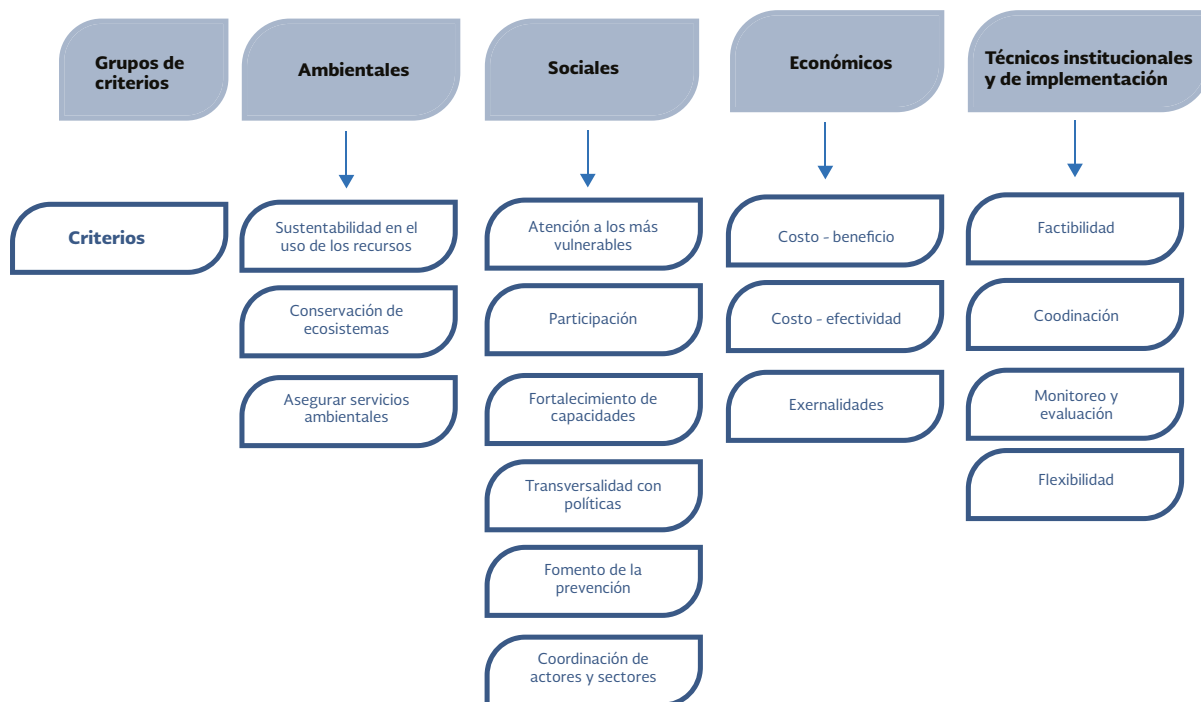 Grupos de
criterios
Ambientales
Sociales
Económicos
Técnicos institucionales
y de implementación
Criterios
Sustentabilidad en el
uso de los recursos
Conservación de
ecosistemas
Asegurar servicios
ambientales
Atención a los más
vulnerables
Participación
Fortalecimiento de
capacidades
Transversalidad con
políticas
Fomento de la
prevención
Coordinación de
actores y sectores
Costo - beneficio
Costo - efectividad
Exernalidades
Factibilidad
Coodinación
Monitoreo y
evaluación
Flexibilidad